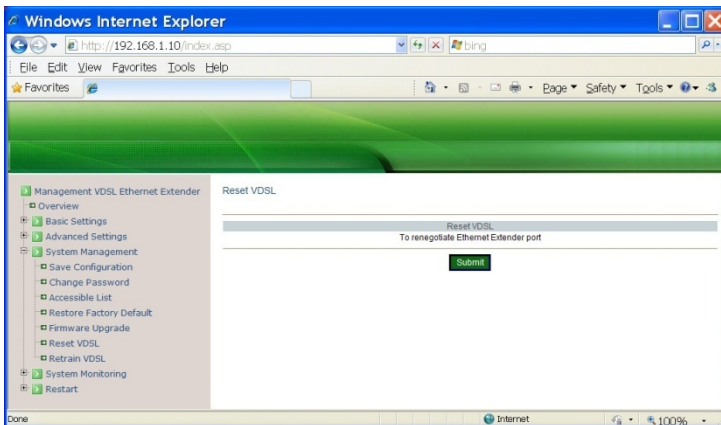 Windows Internet Explorer
http://192.168.1.10/index.asp
bing
File Edit View Favorites Tools Help
Favorites
Page Safety Tools
Management VDSL Ethernet Extender
Overview
Basic Settings
Advanced Settings
System Management
Save Configuration
Change Password
Accessible List
Restore Factory Default
Firmware Upgrade
Reset VDSL
Retrain VDSL
System Monitoring
Restart
Reset VDSL
Reset VDSL
To renegotiate Ethernet Extender port
Submit
Done
Internet
100%